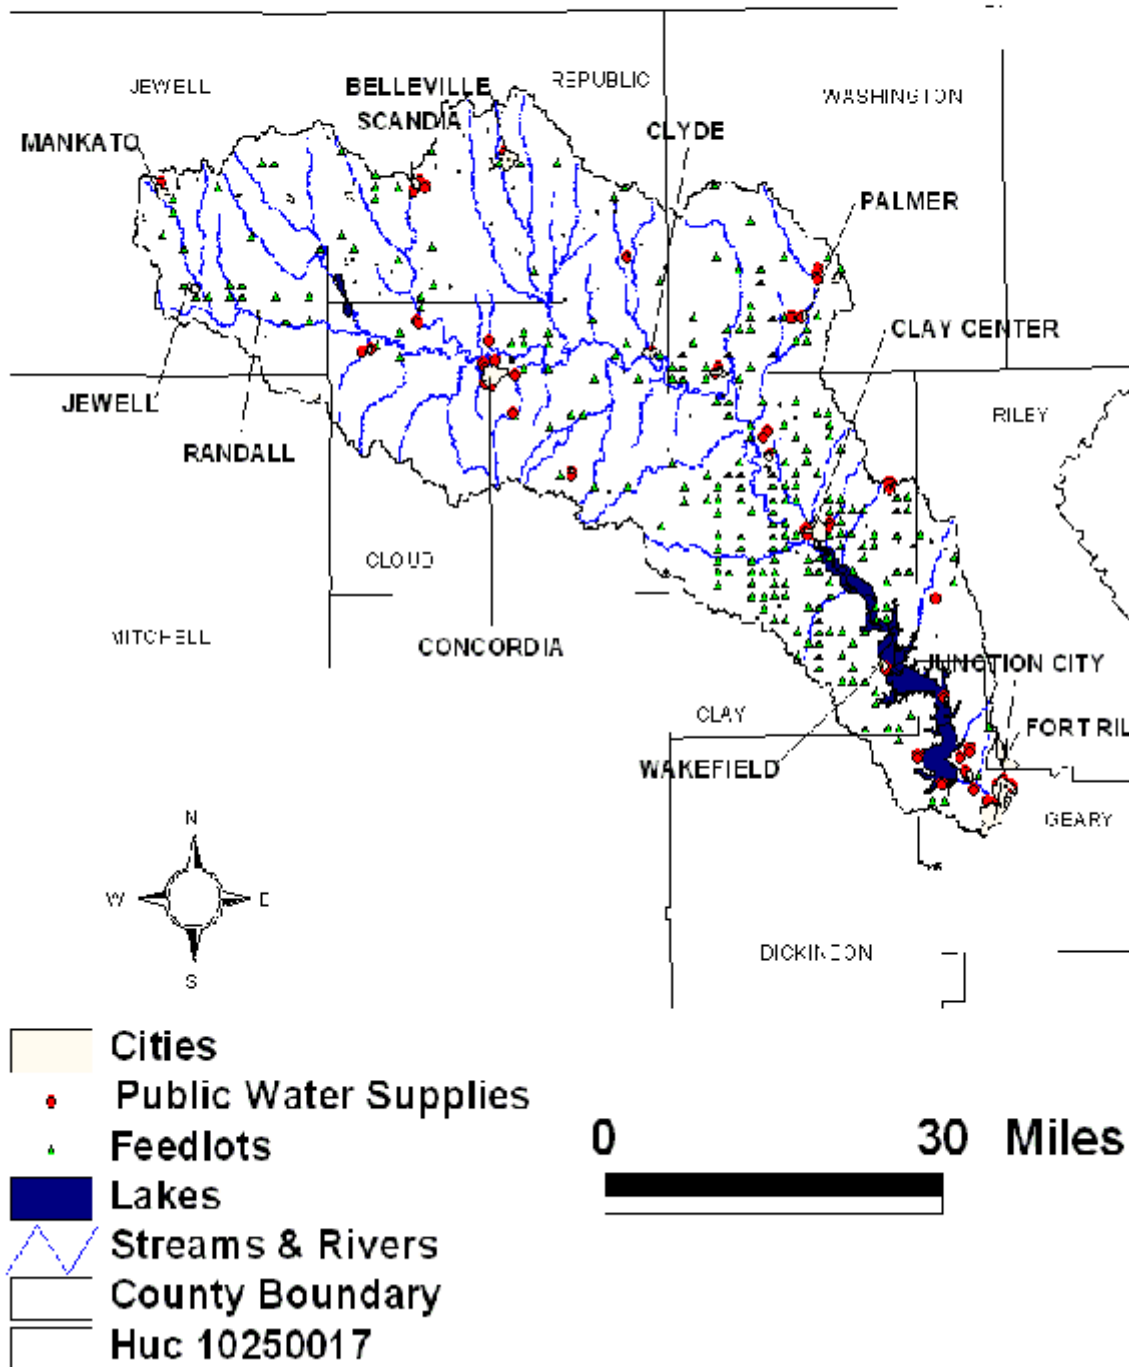 JEWELL
BELLEVILLE
REPUBLIC
WASHINGTON
SCANDIA
CLYDE
MANKATO
PALMER
CLAY CENTER
JEWELL
RILEY
RANDALL
CLOUD
MITCHELL
CONCORDIA
JUNCTION CITY
CLAY
FORT RIL
WAKEFIELD
GEARY
N
W
E
S
DICKINSON
Cities
Public Water Supplies
Feedlots
Lakes
Streams & Rivers
County Boundary
Huc 10250017
0 30 Miles